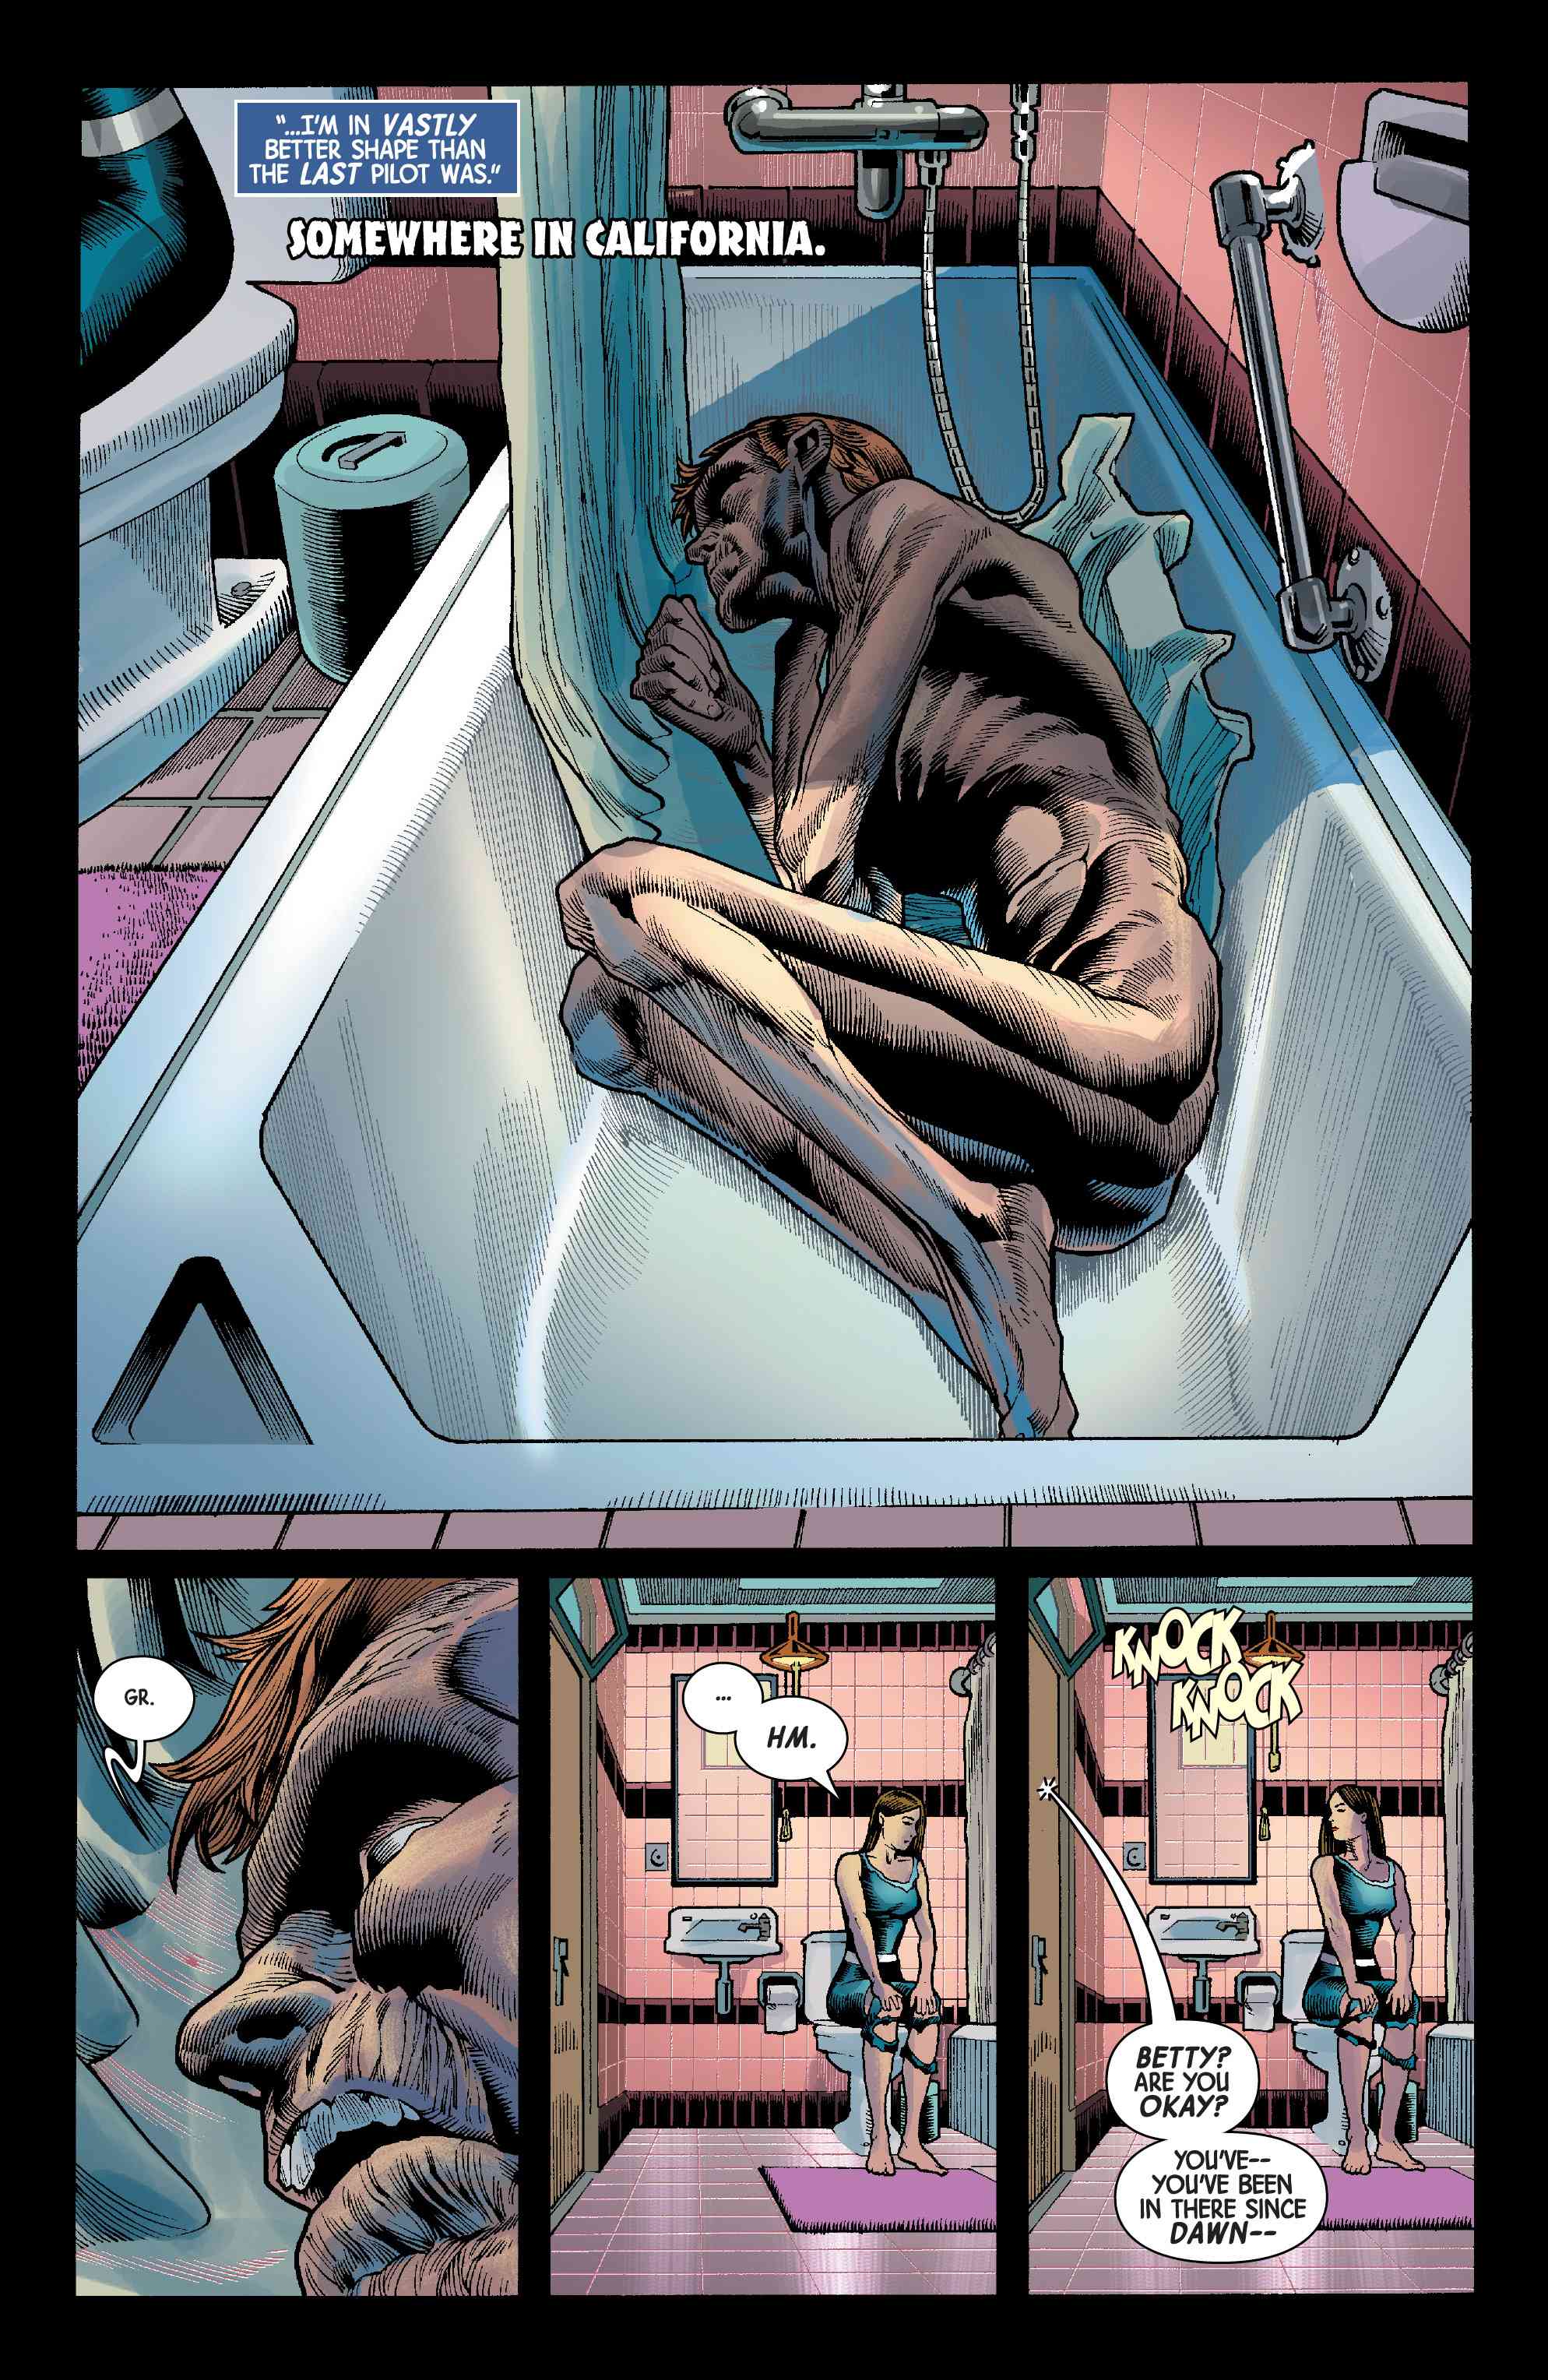 "...I'M IN VASTLY
BETTER SHAPE THAN
THE LAST PILOT WAS."
SOMEWHERE IN CALIFORNIA.
GR.
...
HM.
KNOCK
KNOCK
BETTY?
ARE YOU
OKAY?
YOU'VE--
YOU'VE BEEN
IN THERE SINCE
DAWN--